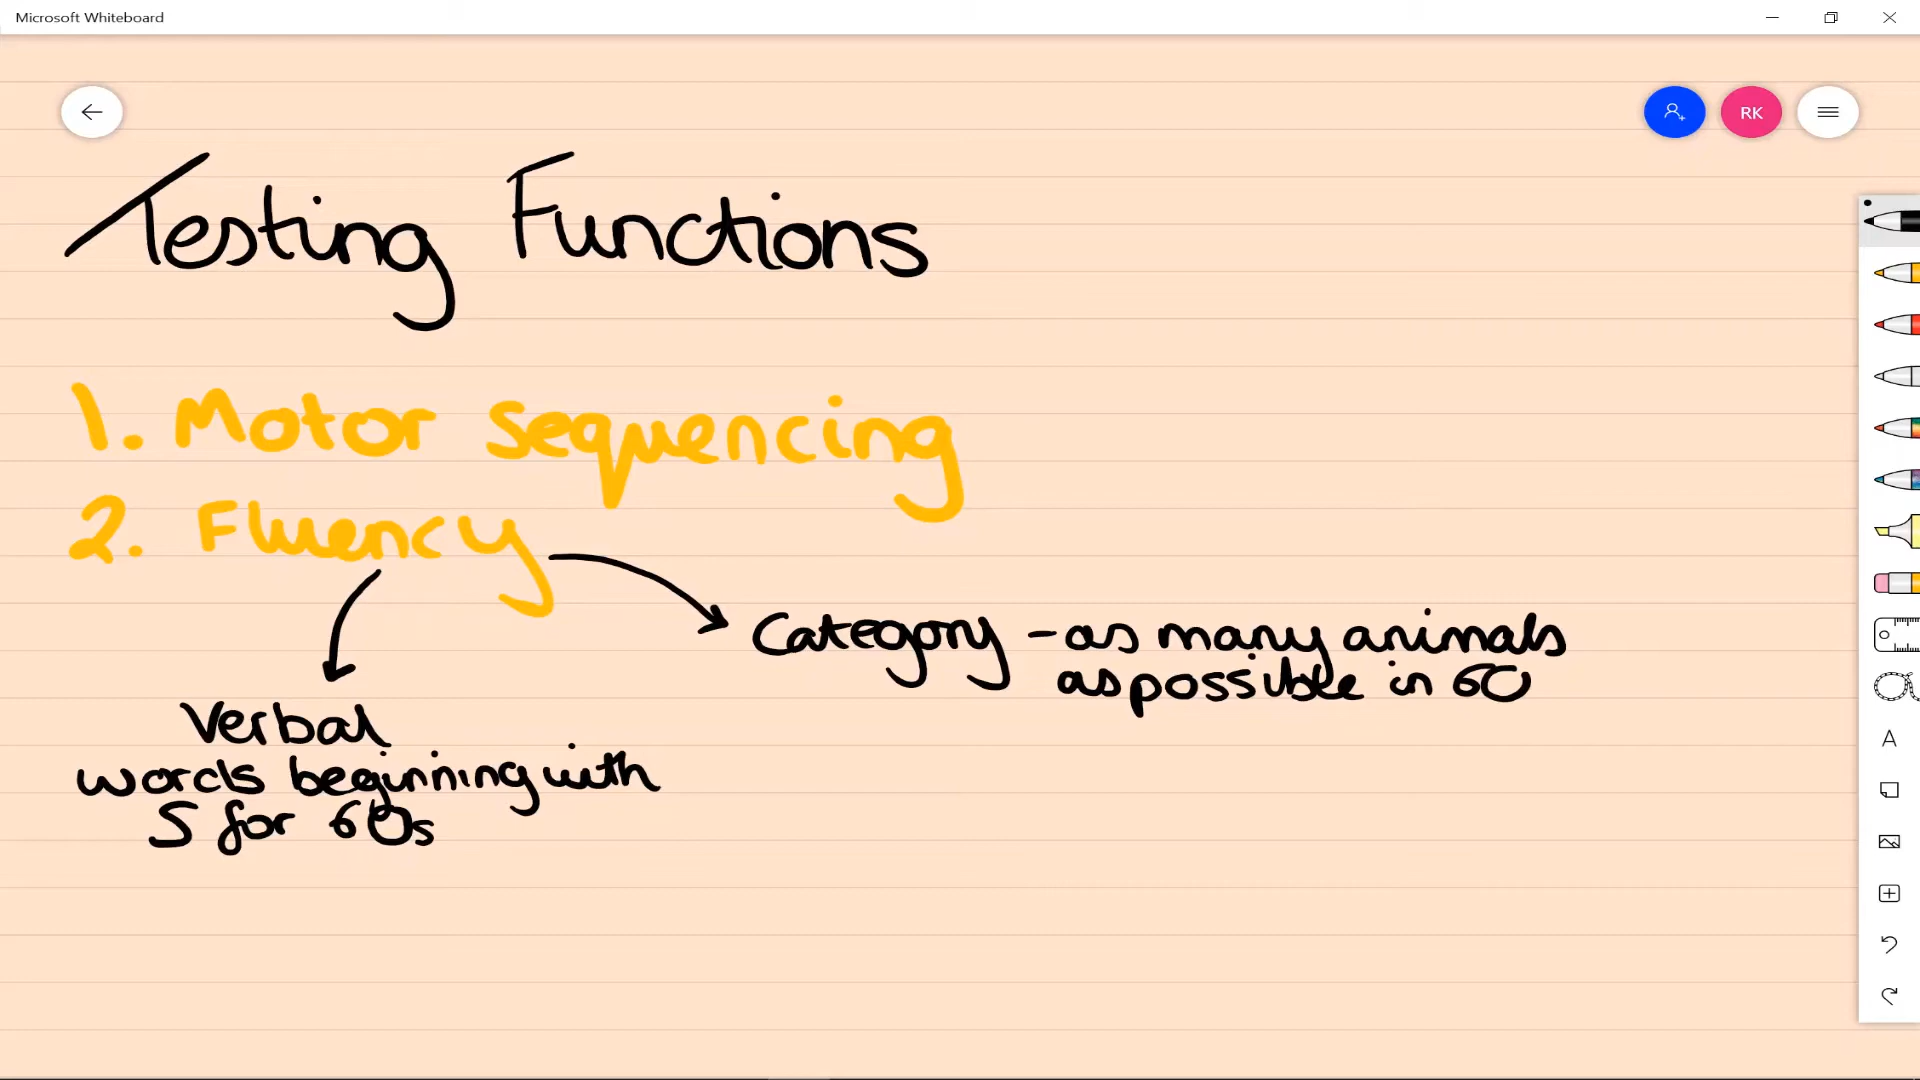 Microsoft Whiteboard
RK
Testing Functions
1. Motor sequencing
2. Fluency
Category - as many animals
as possible in 60
Verbal
words beginning with
S for 60s
A